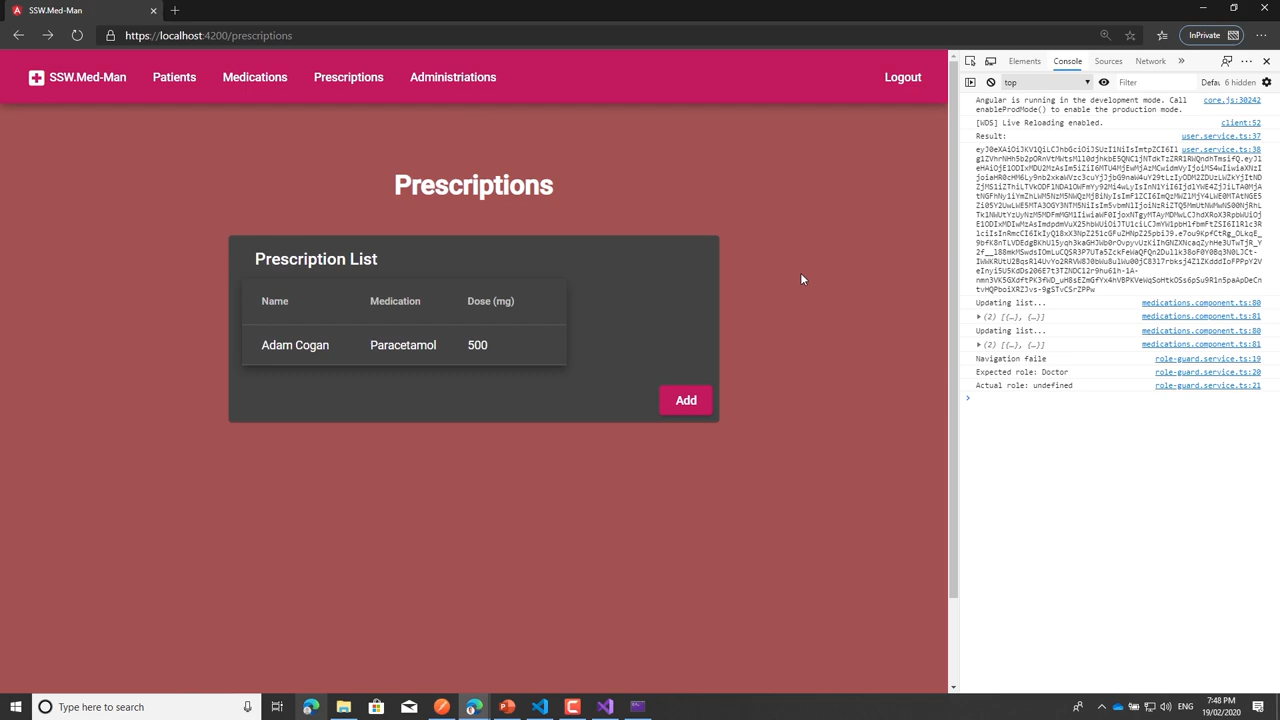 SSW.Med-Man
https://localhost:4200/prescriptions
InPrivate
SSW.Med-Man
Patients
Medications
Prescriptions
Administriations
Logout
Prescriptions
Prescription List
Name Medication Dose (mg)
Adam Cogan Paracetamol 500
Add
Elements
Console
Sources
Network
top
Filter
Defau
6 hidden
Angular is running in the development mode. Call core.js:30242
enableProdMode() to enable the production mode.
[WDS] Live Reloading enabled. client:52
Result: user.service.ts:37
user.service.ts:38
Updating list... medications.component.ts:80
(2) [{…}, {…}] medications.component.ts:81
Updating list... medications.component.ts:80
(2) [{…}, {…}] medications.component.ts:81
Navigation faile role-guard.service.ts:19
Expected role: Doctor role-guard.service.ts:20
Actual role: undefined role-guard.service.ts:21
Type here to search
ENG
7:48 PM
19/02/2020